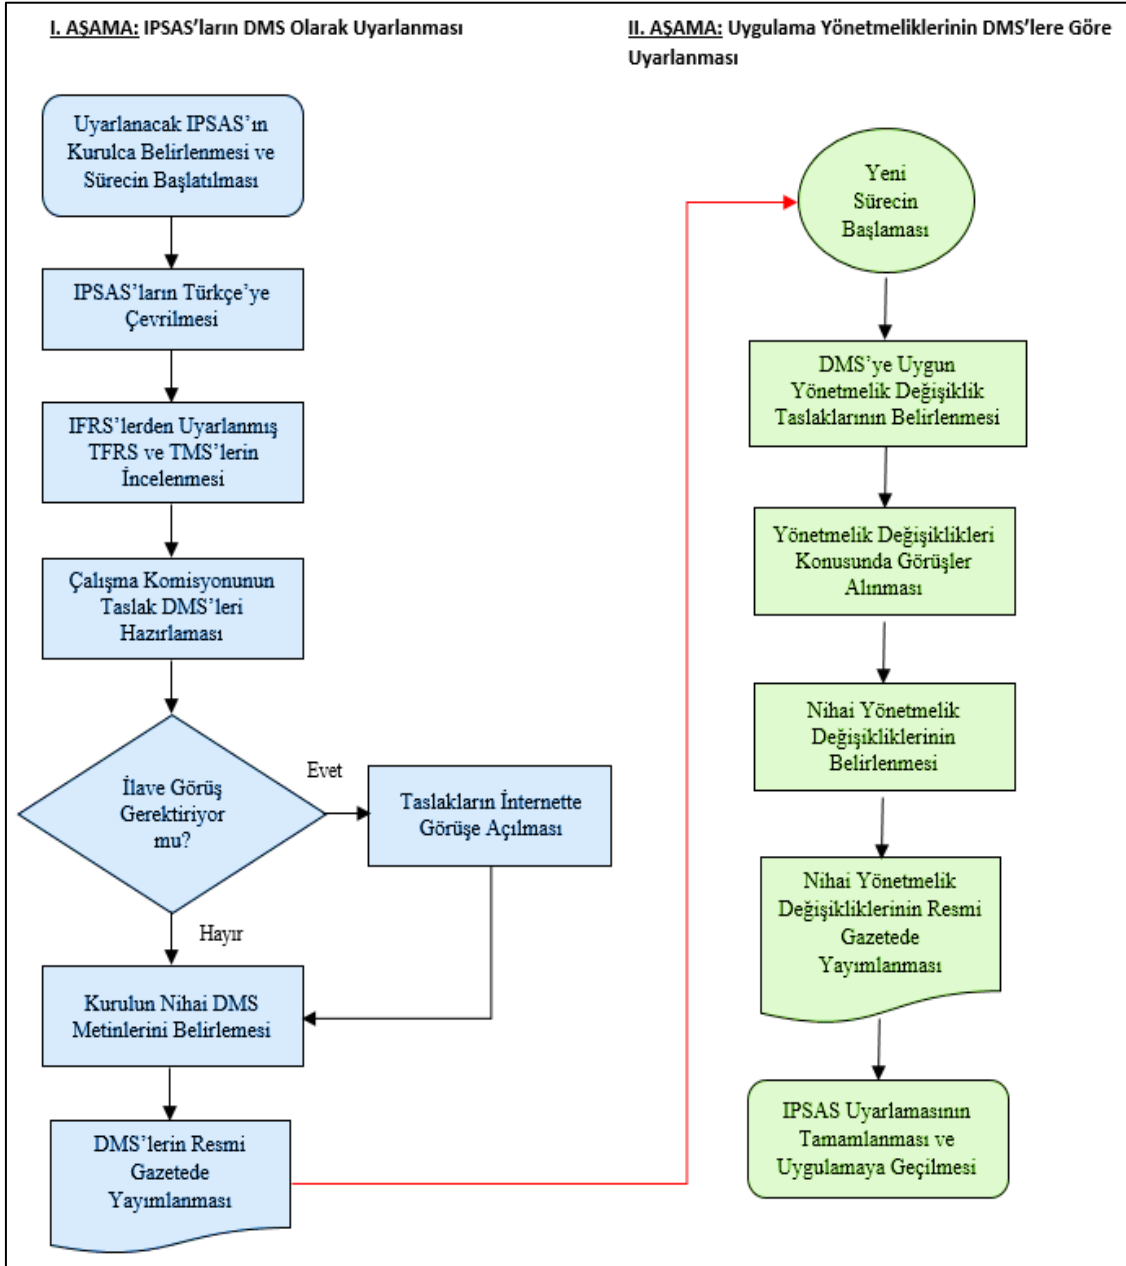 I. AŞAMA: IPSAS’ların DMS Olarak Uyarlanması
Uyarlanacak IPSAS’ın
Kurulca Belirlenmesi ve
Sürecin Başlatılması
IPSAS’ların Türkçe’ye
Çevrilmesi
IFRS’lerden Uyarlanmış
TFRS ve TMS’lerin
İncelenmesi
Çalışma Komisyonunun
Taslak DMS’leri
Hazırlaması
İlave Görüş
Gerektiriyor
mu?
Evet
Taslakların İnternette
Görüşe Açılması
Hayır
Kurulun Nihai DMS
Metinlerini Belirlemesi
DMS’lerin Resmi
Gazetede
Yayımlanması
II. AŞAMA: Uygulama Yönetmeliklerinin DMS’lere Göre
Uyarlanması
Yeni
Sürecin
Başlaması
DMS’ye Uygun
Yönetmelik Değişiklik
Taslaklarının Belirlenmesi
Yönetmelik Değişiklikleri
Konusunda Görüşler
Alınması
Nihai Yönetmelik
Değişikliklerinin
Belirlenmesi
Nihai Yönetmelik
Değişikliklerinin Resmi
Gazetede
Yayımlanması
IPSAS Uyarlamasının
Tamamlanması ve
Uygulamaya Geçilmesi